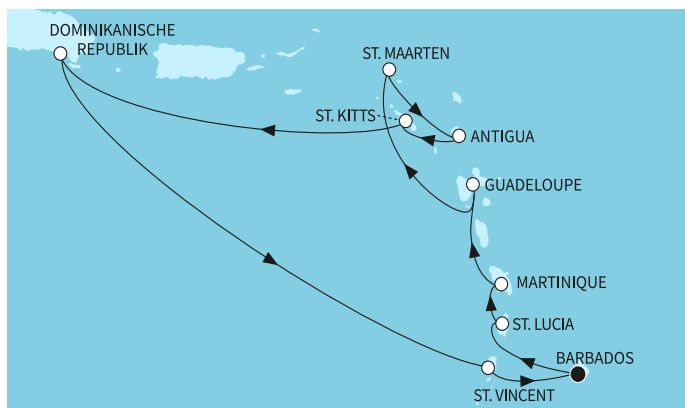 DOMINIKANISCHE
REPUBLIK
ST. MAARTEN
ST. KITTS
ANTIGUA
GUADELOUPE
MARTINIQUE
ST. LUCIA
BARBADOS
ST. VINCENT